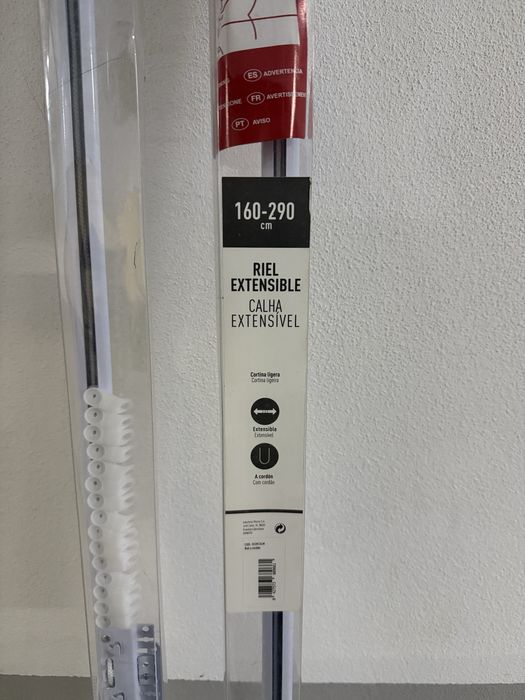 ES ADVERTENCIA
FR AVERTISSEMENT
PT AVISO
160-290
cm
RIEL
EXTENSIBLE
CALHA
EXTENSÍVEL
Cortina ligera
Cortina ligeira
Extensible
Extensível
A cordón
Com cordão